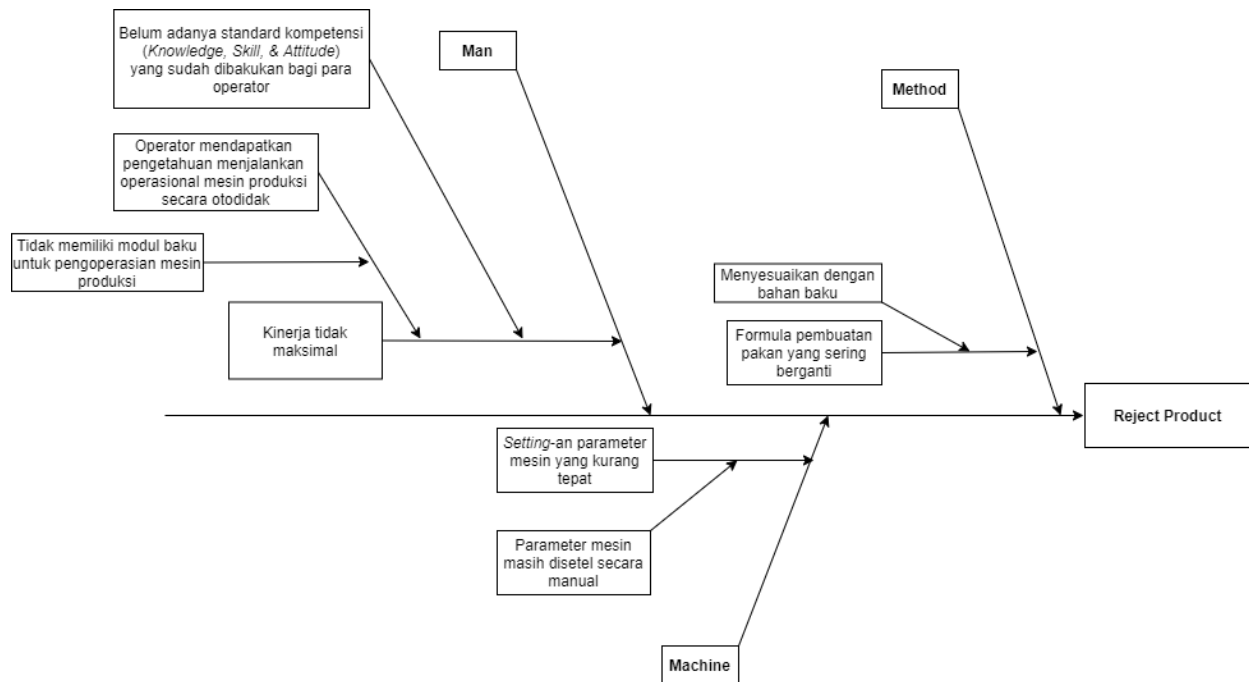 Belum adanya standard kompetensi
(Knowledge, Skill, & Attitude)
yang sudah dibakukan bagi para
operator
Man
Method
Operator mendapatkan
pengetahuan menjalankan
operasional mesin produksi
secara otodidak
Tidak memiliki modul baku
untuk pengoperasian mesin
produksi
Kinerja tidak
maksimal
Menyesuaikan dengan
bahan baku
Formula pembuatan
pakan yang sering
berganti
Reject Product
Setting-an parameter
mesin yang kurang
tepat
Parameter mesin
masih disetel secara
manual
Machine